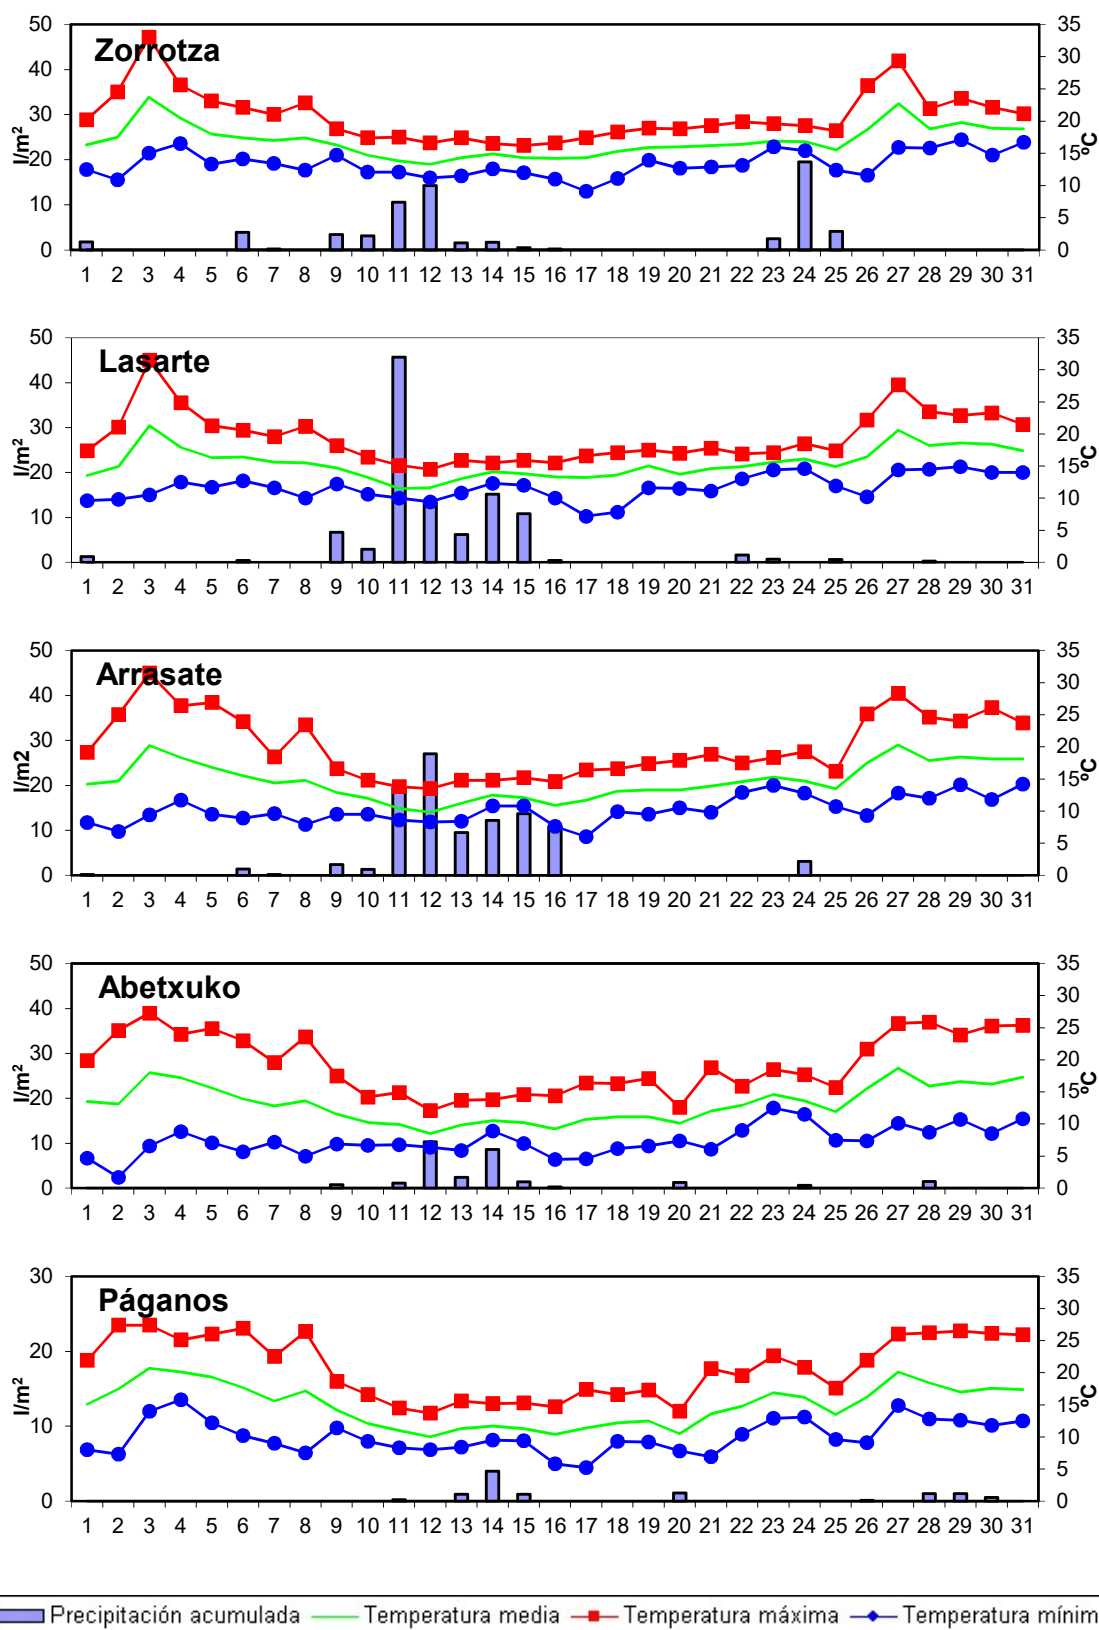 Zorrotza
50 40 30 20 10 0
l/m²
35 30 25 20 15 10 5 0
ºC
1 2 3 4 5 6 7 8 9 10 11 12 13 14 15 16 17 18 19 20 21 22 23 24 25 26 27 28 29 30 31
Lasarte
50 40 30 20 10 0
l/m²
35 30 25 20 15 10 5 0
ºC
1 2 3 4 5 6 7 8 9 10 11 12 13 14 15 16 17 18 19 20 21 22 23 24 25 26 27 28 29 30 31
Arrasate
50 40 30 20 10 0
l/m2
35 30 25 20 15 10 5 0
ºC
1 2 3 4 5 6 7 8 9 10 11 12 13 14 15 16 17 18 19 20 21 22 23 24 25 26 27 28 29 30 31
Abetxuko
50 40 30 20 10 0
l/m²
35 30 25 20 15 10 5 0
ºC
1 2 3 4 5 6 7 8 9 10 11 12 13 14 15 16 17 18 19 20 21 22 23 24 25 26 27 28 29 30 31
Páganos
30 20 10 0
l/m²
35 30 25 20 15 10 5 0
ºC
1 2 3 4 5 6 7 8 9 10 11 12 13 14 15 16 17 18 19 20 21 22 23 24 25 26 27 28 29 30 31
Precipitación acumulada Temperatura media Temperatura máxima Temperatura mínim